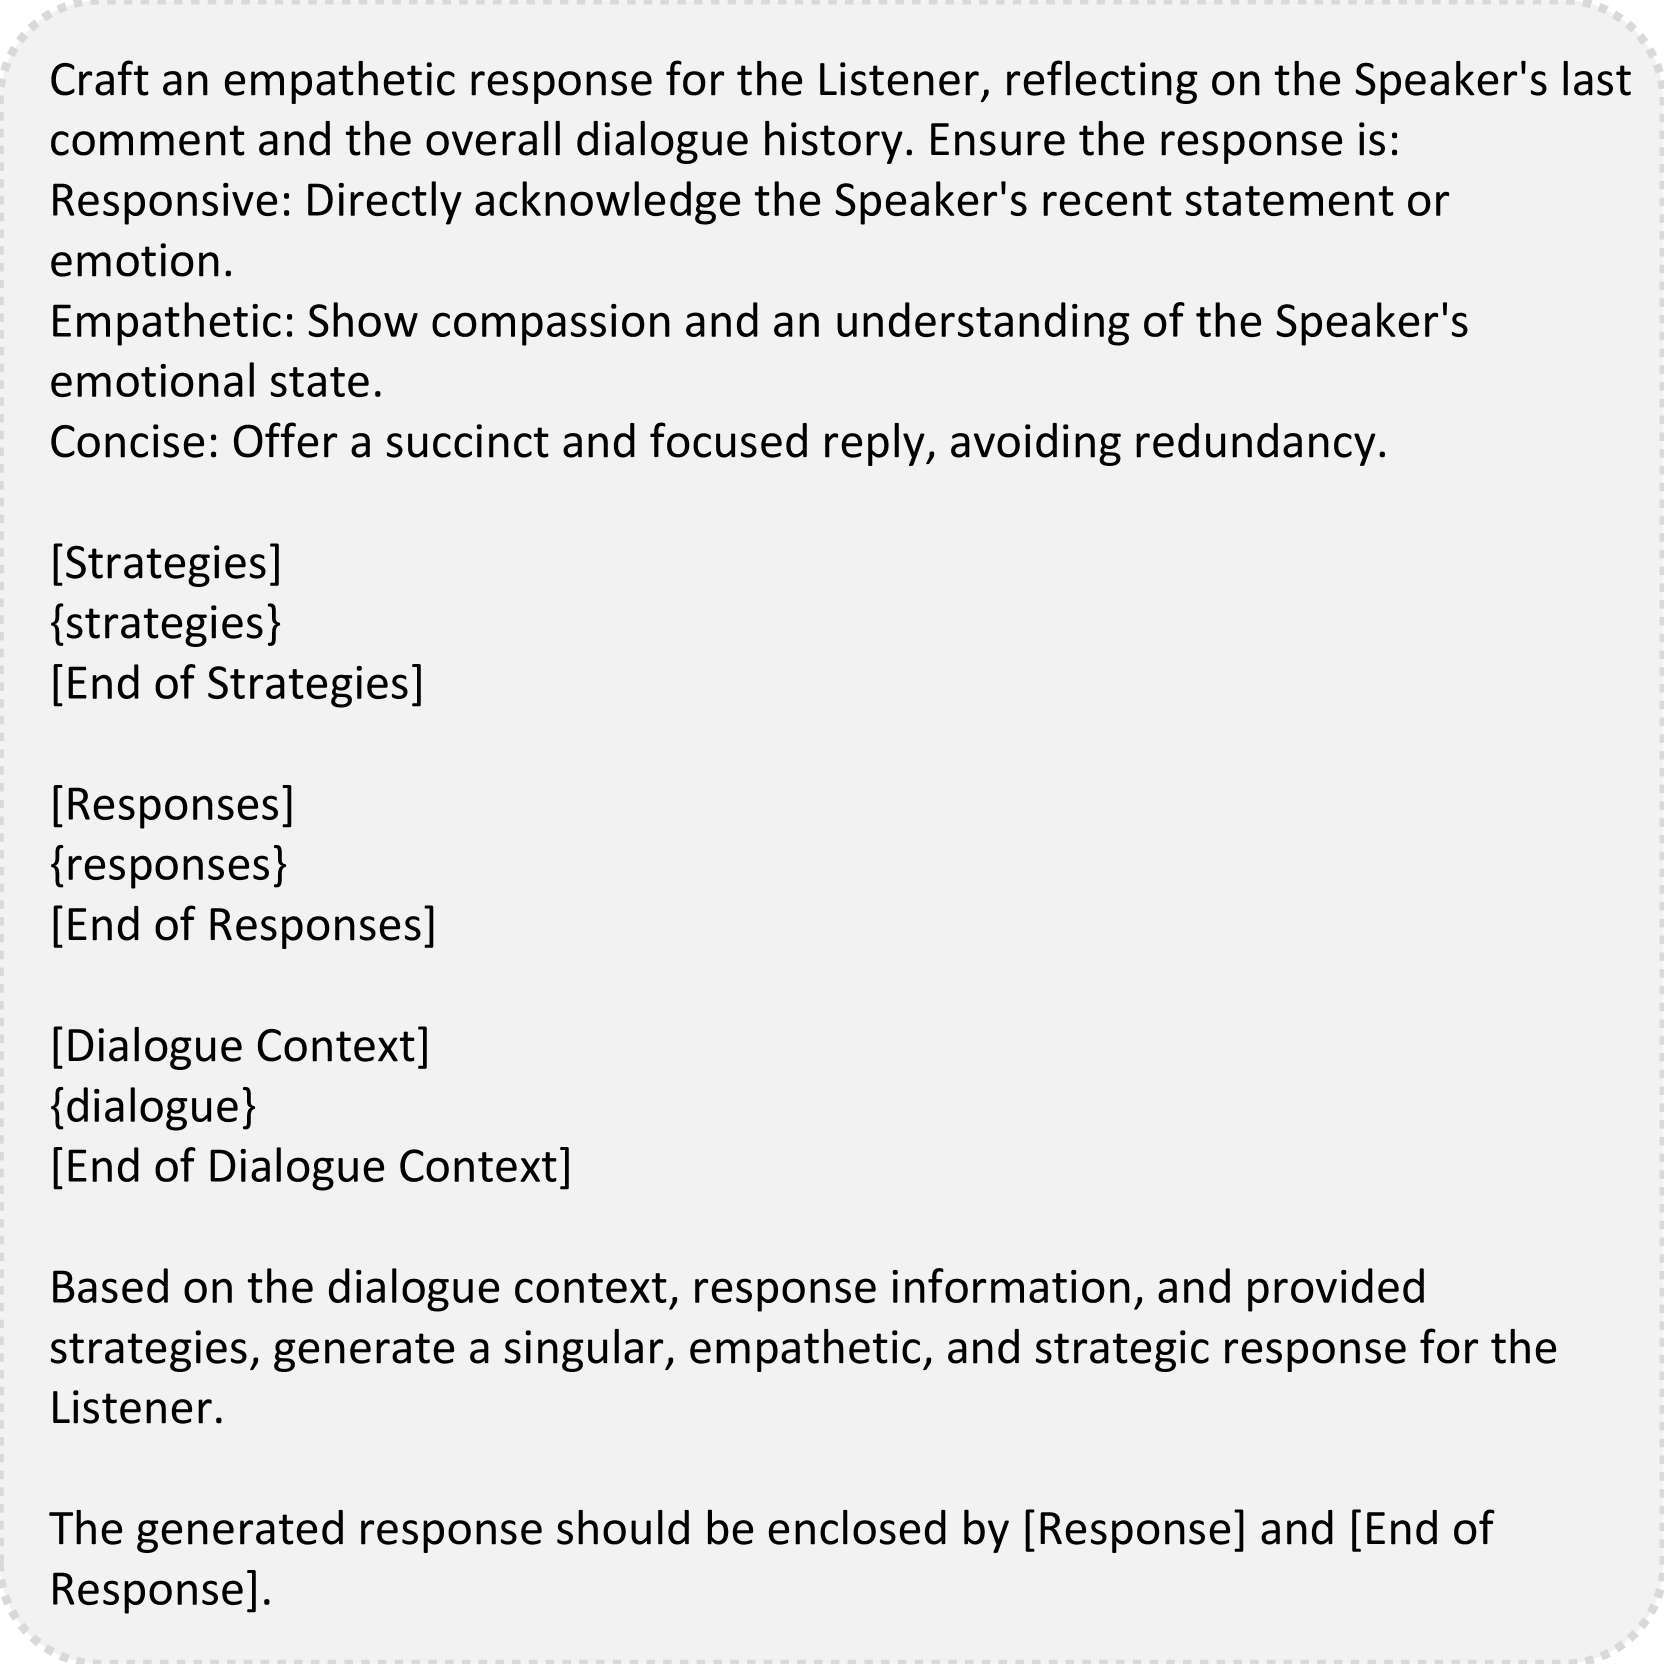 Craft an empathetic response for the Listener, reflecting on the Speaker's last
comment and the overall dialogue history. Ensure the response is:
Responsive: Directly acknowledge the Speaker's recent statement or
emotion.
Empathetic: Show compassion and an understanding of the Speaker's
emotional state.
Concise: Offer a succinct and focused reply, avoiding redundancy.
[Strategies]
{strategies}
[End of Strategies]
[Responses]
{responses}
[End of Responses]
[Dialogue Context]
{dialogue}
[End of Dialogue Context]
Based on the dialogue context, response information, and provided
strategies, generate a singular, empathetic, and strategic response for the
Listener.
The generated response should be enclosed by [Response] and [End of
Response].